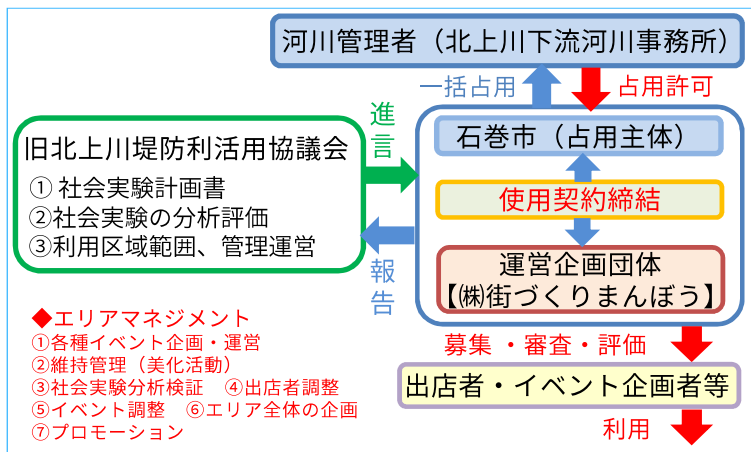 河川管理者（北上川下流河川事務所）
一括占用
占用許可
進言
石巻市（占用主体）
旧北上川堤防利活用協議会
① 社会実験計画書
②社会実験の分析評価
③利用区域範囲、管理運営
使用契約締結
報告
運営企画団体
【㈱街づくりまんぼう】
◆エリアマネジメント
①各種イベント企画・運営
②維持管理（美化活動）
③社会実験分析検証　④出店者調整
⑤イベント調整　⑥エリア全体の企画
⑦プロモーション
募集 ・審査・評価
出店者・イベント企画者等
利用